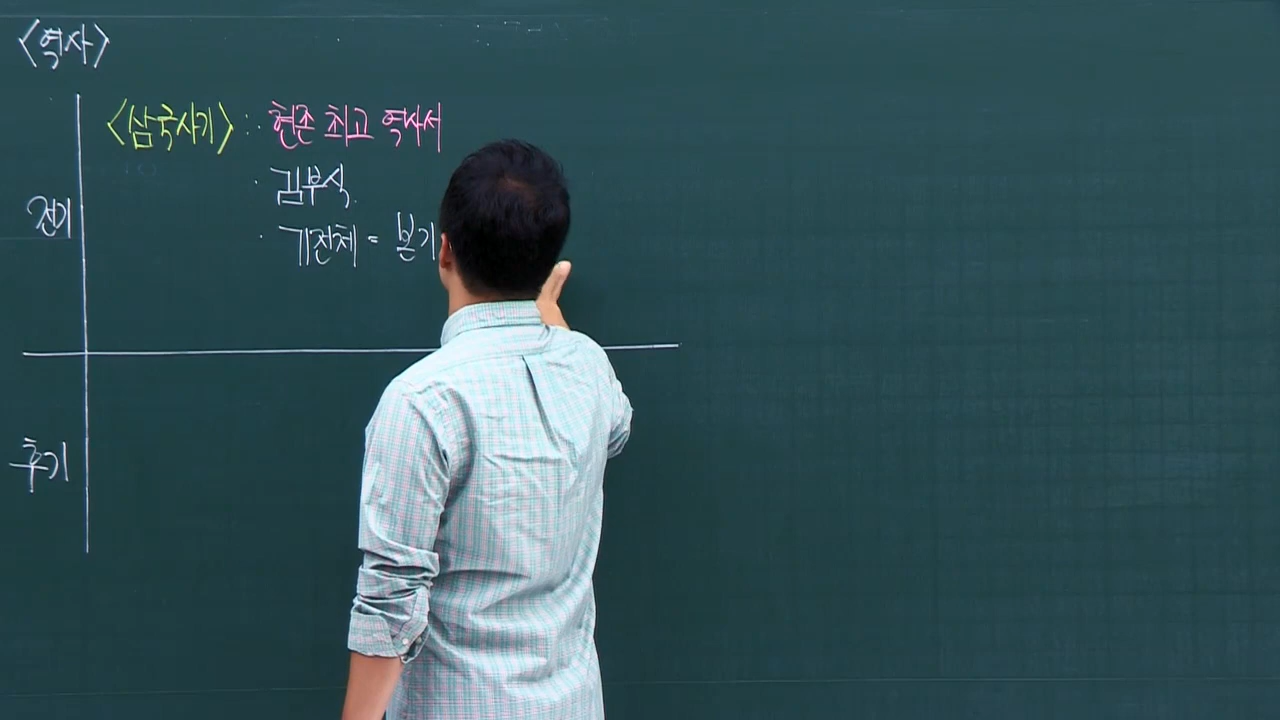 <역사>
<삼국사기> : · 현존 최고 역사서
· 김부식
전기
· 기전체 = 본기
후기